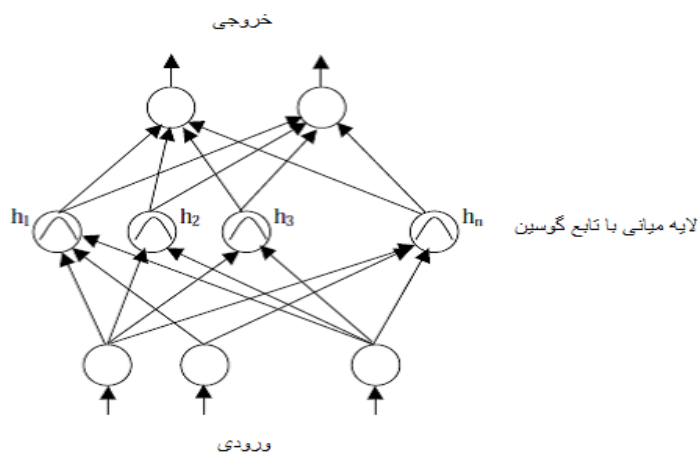 خروجی
h1
h2
h3
hn
لایه میانی با تابع گوسین
ورودی